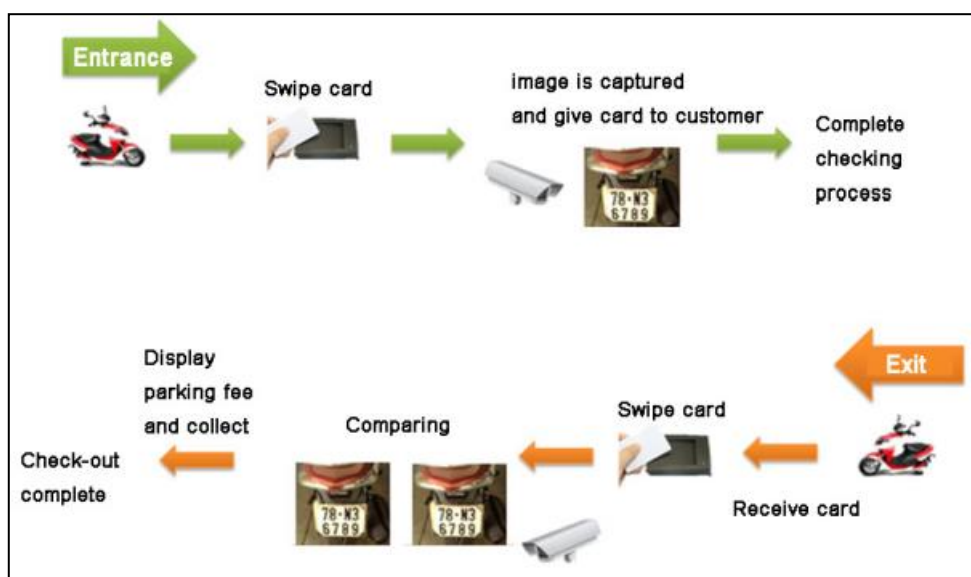 Entrance
Swipe card
image is captured
and give card to customer
78-N3
6789
Complete
checking
process
Exit
Swipe card
Receive card
Comparing
78-N3
6789
78-N3
6789
Display
parking fee
and collect
Check-out
complete